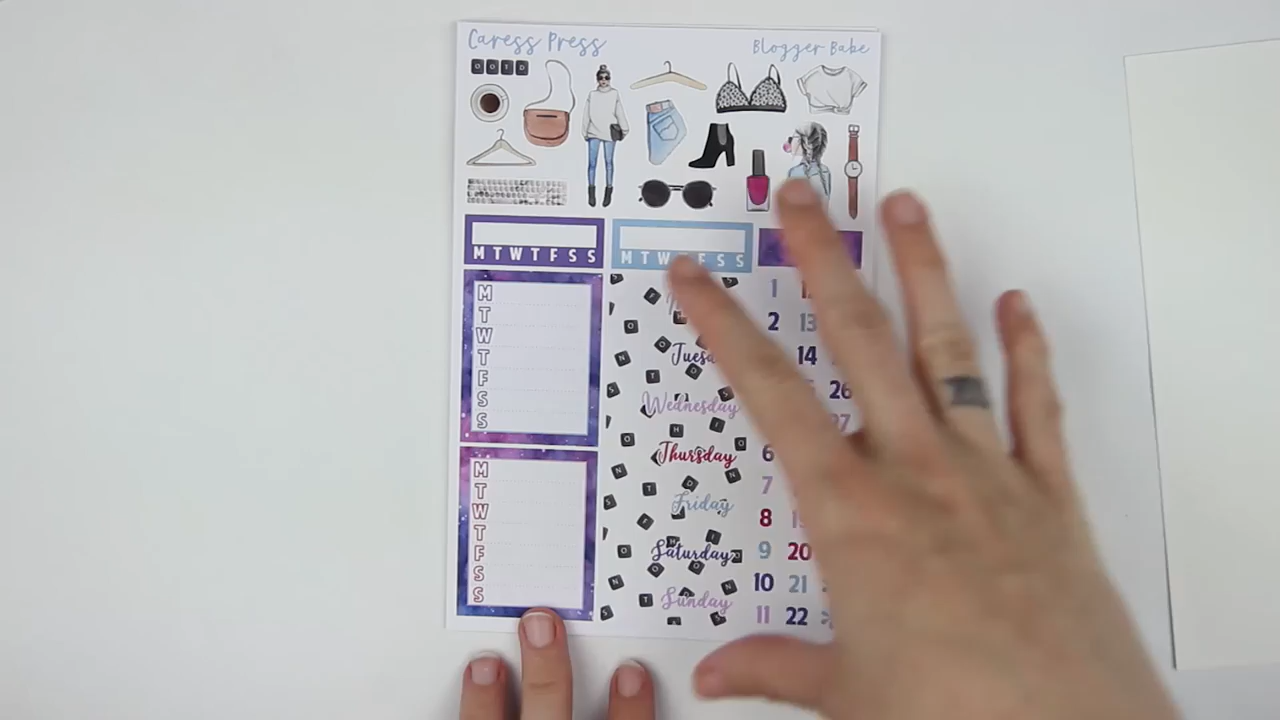 Caress Press
Blogger Babe
OOTD
M T W T F S S
M T W
F S S
M
T
W
T
F
S
S
M
T
W
T
F
S
S
Wednesday
Thursday
Friday
Saturday
Sunday
1
2 13
14
26
6
7
8
9 20
10 21
11 22